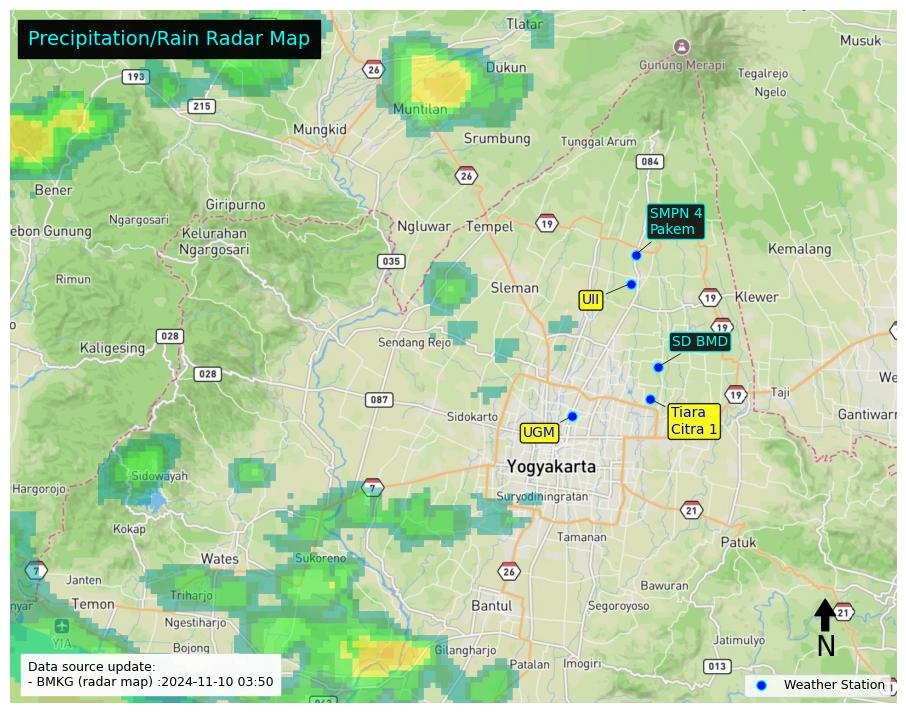 Precipitation/Rain Radar Map
Tlatar
Musuk
26
193
Dukun
Gunung Merapi
Tegalrejo
Ngelo
215
Muntilan
Mungkid
Srumbung
Tunggal Arum
084
26
Bener
Giripurno
SMPN 4
Pakem
Ngargosari
Kelurahan
Ngargosari
Ngluwar
Tempel
19
ebon Gunung
Kemalang
035
Rimun
Sleman
UII
19
Klewer
19
028
Kaligesing
Sendang Rejo
SD BMD
028
087
19
Taji
We
Sidokarto
Tiara
Citra 1
Gantiwarn
UGM
Yogyakarta
Sidowayah
Hargorojo
7
Suryodiningratan
21
Kokap
Tamanan
Patuk
Wates
Sukoreno
7
Janten
26
Bawuran
nyar
Temon
Triharjo
Bantul
Segoroyoso
21
Ngestiharjo
YIA
Bojong
Gilangharjo
Jatimulyo
N
Patalan
Imogiri
013
Data source update:
- BMKG (radar map) :2024-11-10 03:50
Weather Station